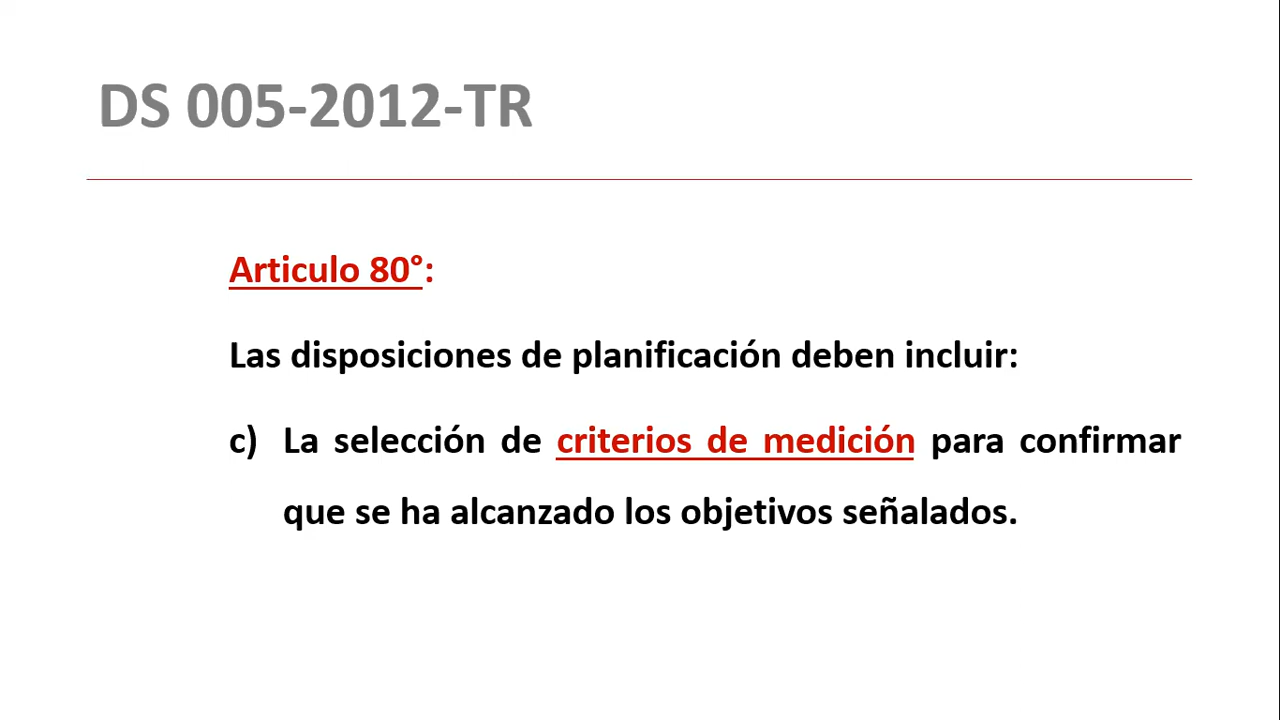 DS 005-2012-TR
Articulo 80°:
Las disposiciones de planificación deben incluir:
c) La selección de criterios de medición para confirmar
que se ha alcanzado los objetivos señalados.